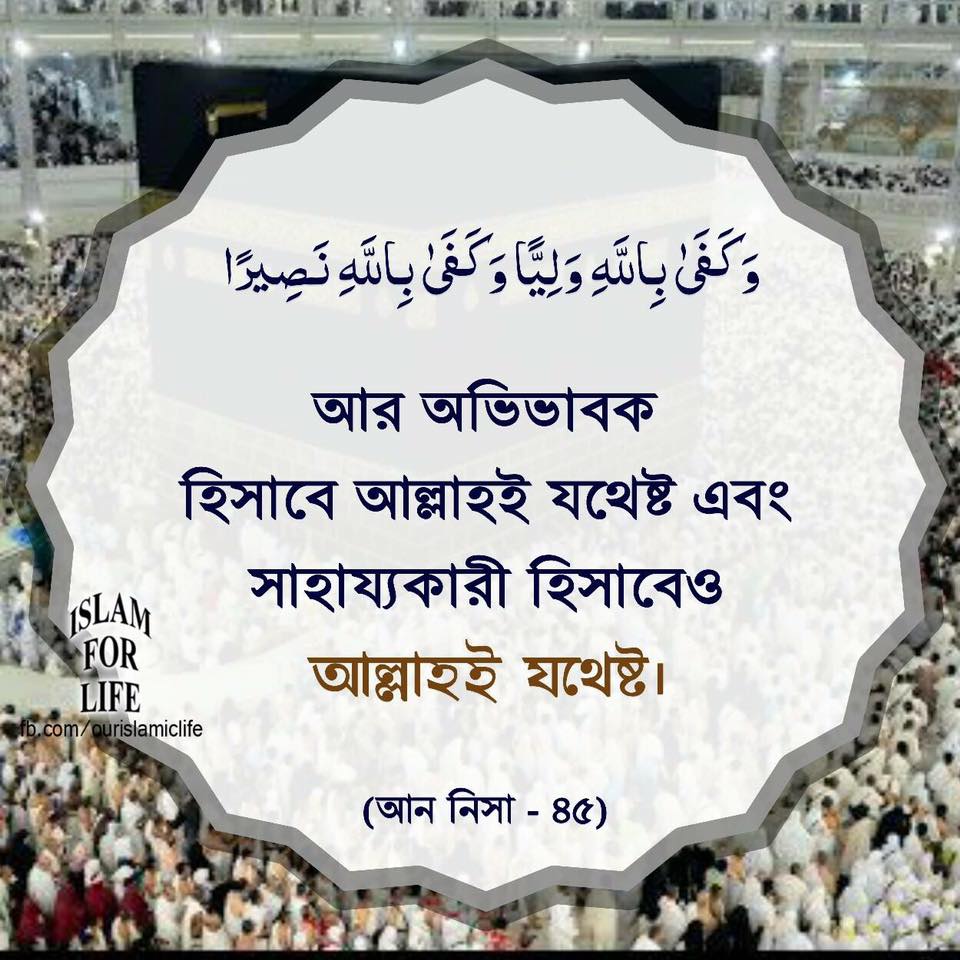 وَكَفَىٰ بِاللَّهِ وَلِيًّا وَكَفَىٰ بِاللَّهِ نَصِيرًا
আর অভিভাবক
হিসাবে আল্লাহই যথেষ্ট এবং
সাহায্যকারী হিসাবেও
আল্লাহই যথেষ্ট।
(আন নিসা - ৪৫)
ISLAM
FOR
LIFE
fb.com/ourislamiclife